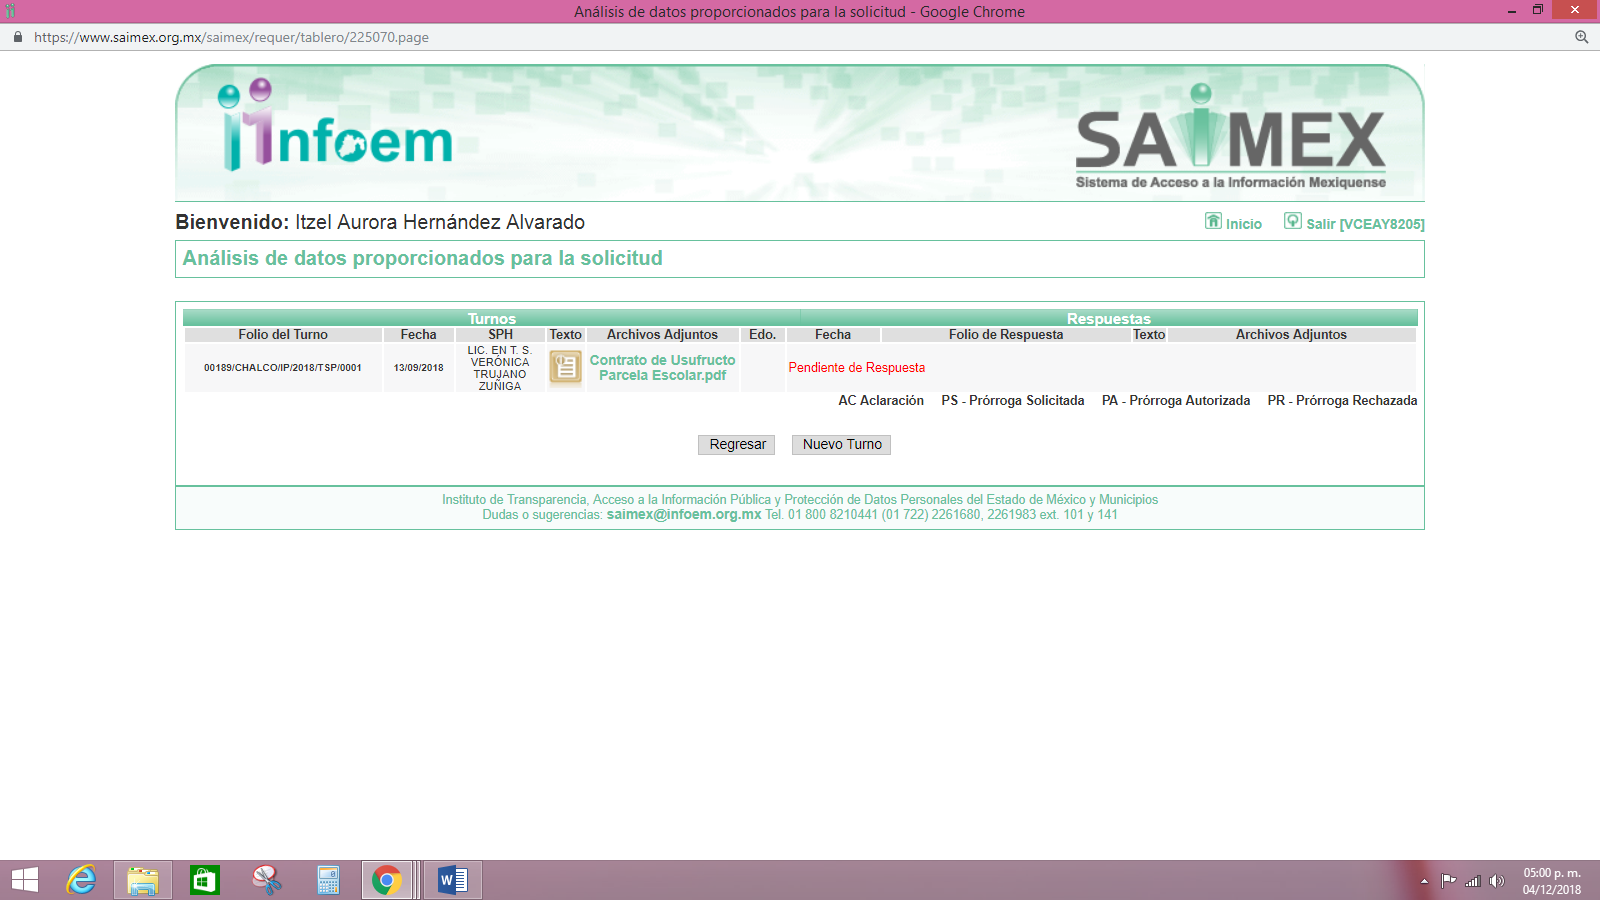 Análisis de datos proporcionados para la solicitud - Google Chrome
https://www.saimex.org.mx/saimex/requer/tablero/225070.page
infoem
SAIMEX
Sistema de Acceso a la Información Mexiquense
Bienvenido: Itzel Aurora Hernández Alvarado
Inicio Salir [VCEAY8205]
Análisis de datos proporcionados para la solicitud
Turnos Respuestas
Folio del Turno Fecha SPH Texto Archivos Adjuntos Edo. Fecha Folio de Respuesta Texto Archivos Adjuntos
00189/CHALCO/IP/2018/TSP/0001 13/09/2018
LIC. EN T. S.
VERÓNICA
TRUJANO
ZUÑIGA
Contrato de Usufructo
Parcela Escolar.pdf
Pendiente de Respuesta
AC Aclaración PS - Prórroga Solicitada PA - Prórroga Autorizada PR - Prórroga Rechazada
Regresar Nuevo Turno
Instituto de Transparencia, Acceso a la Información Pública y Protección de Datos Personales del Estado de México y Municipios
Dudas o sugerencias: saimex@infoem.org.mx Tel. 01 800 8210441 (01 722) 2261680, 2261983 ext. 101 y 141
05:00 p. m.
04/12/2018